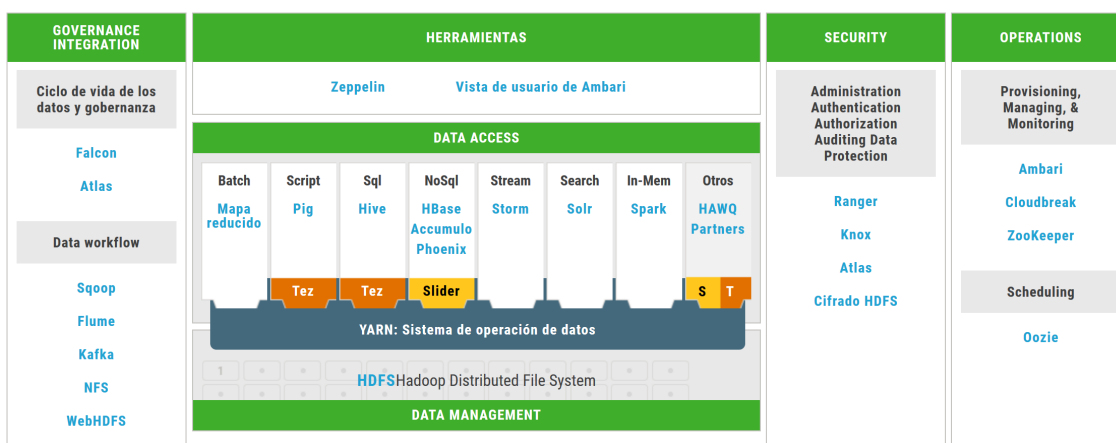 GOVERNANCE
INTEGRATION
Ciclo de vida de los
datos y gobernanza
Falcon
Atlas
Data workflow
Sqoop
Flume
Kafka
NFS
WebHDFS
HERRAMIENTAS
Zeppelin
Vista de usuario de Ambari
DATA ACCESS
Batch
Mapa
reducido
Script
Pig
Sql
Hive
NoSql
HBase
Accumulo
Phoenix
Stream
Storm
Search
Solr
In-Mem
Spark
Otros
HAWQ
Partners
Tez
Tez
Slider
S
T
YARN: Sistema de operación de datos
1
HDFSHadoop Distributed File System
DATA MANAGEMENT
SECURITY
Administration
Authentication
Authorization
Auditing Data
Protection
Ranger
Knox
Atlas
Cifrado HDFS
OPERATIONS
Provisioning,
Managing, &
Monitoring
Ambari
Cloudbreak
ZooKeeper
Scheduling
Oozie